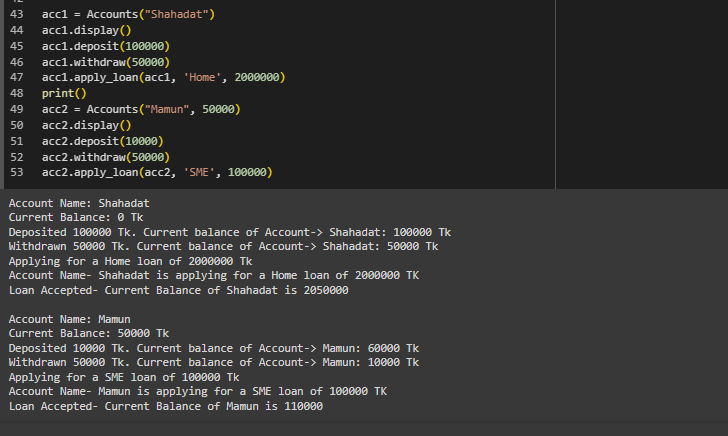 43 acc1 = Accounts("Shahadat")
44 acc1.display()
45 acc1.deposit(100000)
46 acc1.withdraw(50000)
47 acc1.apply_loan(acc1, 'Home', 2000000)
48 print()
49 acc2 = Accounts("Mamun", 50000)
50 acc2.display()
51 acc2.deposit(10000)
52 acc2.withdraw(50000)
53 acc2.apply_loan(acc2, 'SME', 100000)
Account Name: Shahadat
Current Balance: 0 Tk
Deposited 100000 Tk. Current balance of Account-> Shahadat: 100000 Tk
Withdrawn 50000 Tk. Current balance of Account-> Shahadat: 50000 Tk
Applying for a Home loan of 2000000 Tk
Account Name- Shahadat is applying for a Home loan of 2000000 TK
Loan Accepted- Current Balance of Shahadat is 2050000
Account Name: Mamun
Current Balance: 50000 Tk
Deposited 10000 Tk. Current balance of Account-> Mamun: 60000 Tk
Withdrawn 50000 Tk. Current balance of Account-> Mamun: 10000 Tk
Applying for a SME loan of 100000 Tk
Account Name- Mamun is applying for a SME loan of 100000 TK
Loan Accepted- Current Balance of Mamun is 110000